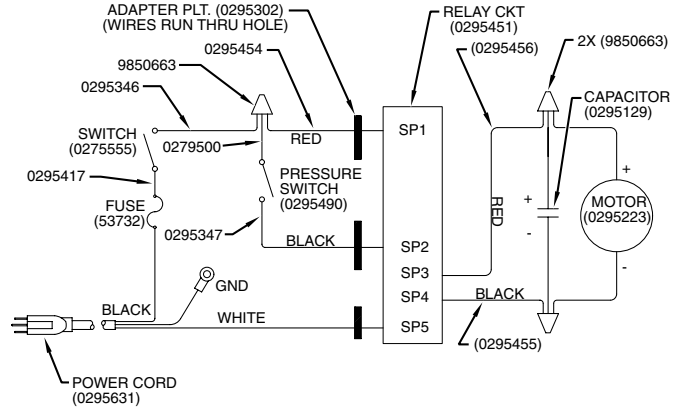 ADAPTER PLT. (0295302)
(WIRES RUN THRU HOLE)
RELAY CKT
(0295451)
0295454
(0295456)
2X (9850663)
9850663
0295346
CAPACITOR
(0295129)
SWITCH
(0275555)
0279500
RED
SP1
0295417
PRESSURE
SWITCH
(0295490)
FUSE
(53732)
0295347
BLACK
RED
+
-
+
MOTOR
(0295223)
-
SP2
SP3
SP4
SP5
BLACK
GND
BLACK
WHITE
(0295455)
POWER CORD
(0295631)